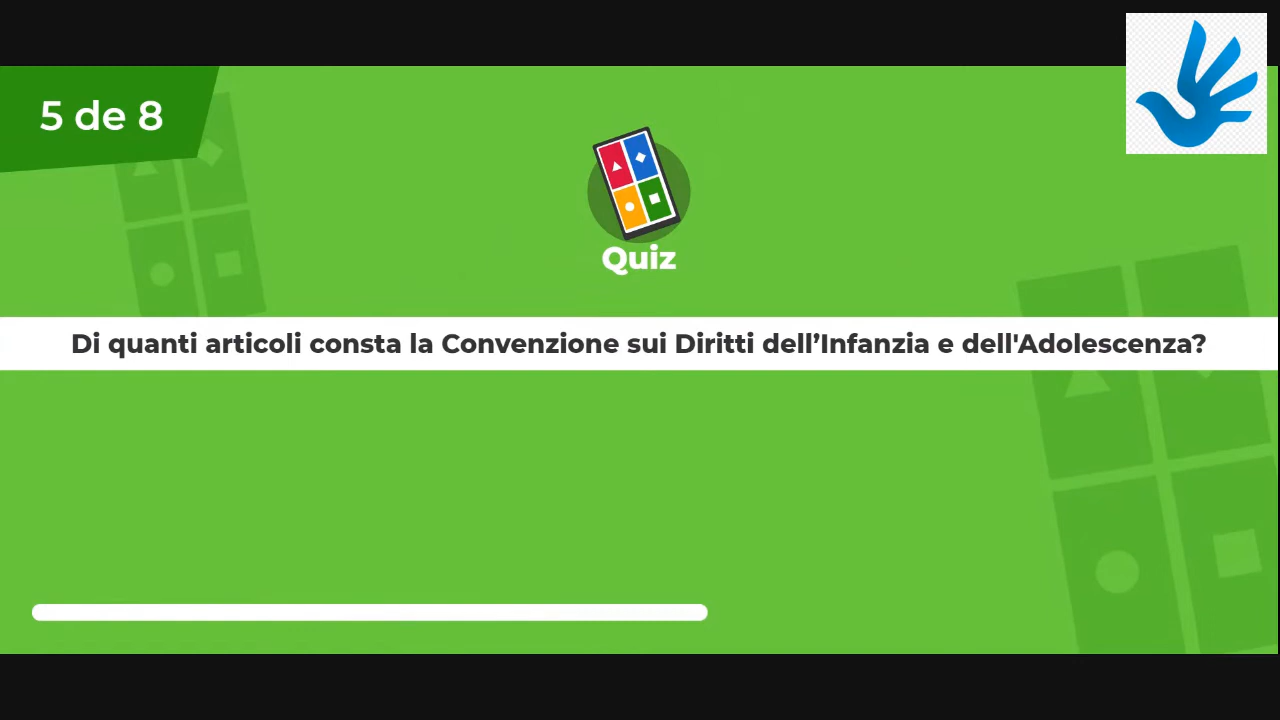 5 de 8
Quiz
Di quanti articoli consta la Convenzione sui Diritti dell’Infanzia e dell'Adolescenza?